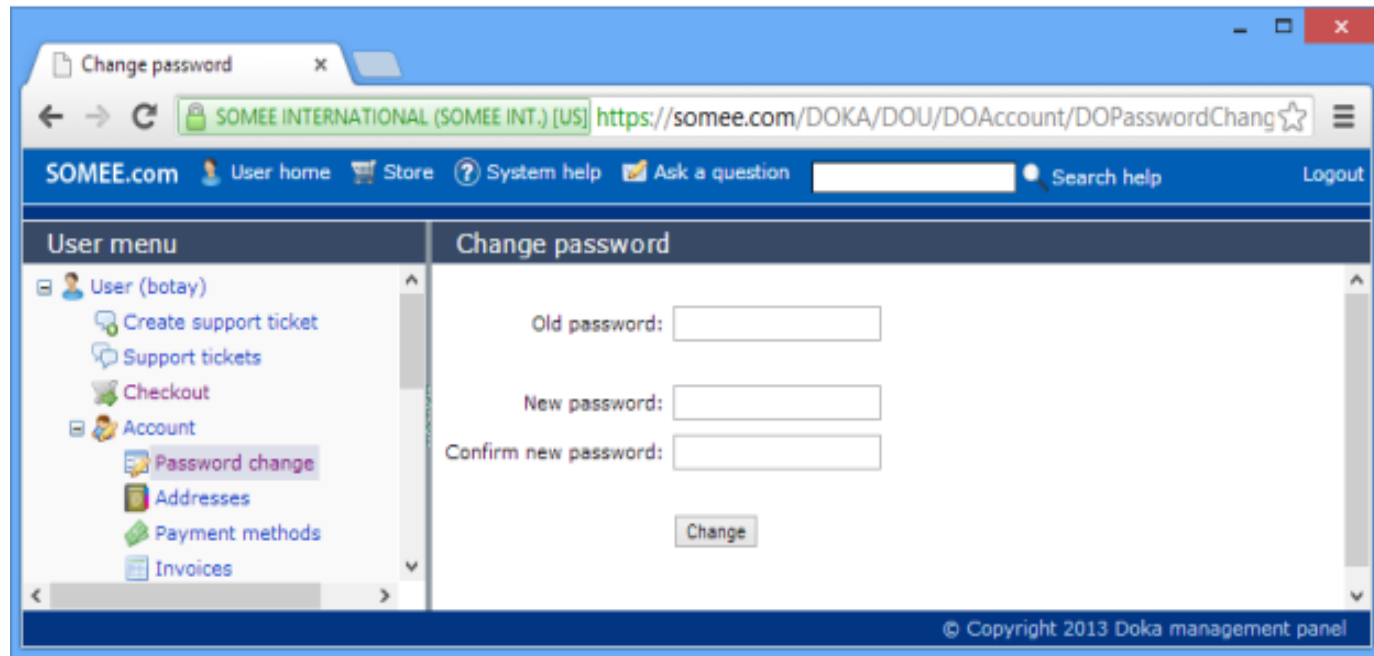 Change password
SOMEE INTERNATIONAL (SOMEE INT.) [US] https://somee.com/DOKA/DOU/DOAccount/DOPasswordChang
SOMEE.com User home Store System help Ask a question Search help Logout
User menu
User (botay)
Create support ticket
Support tickets
Checkout
Account
Password change
Addresses
Payment methods
Invoices
Change password
Old password:
New password:
Confirm new password:
Change
© Copyright 2013 Doka management panel